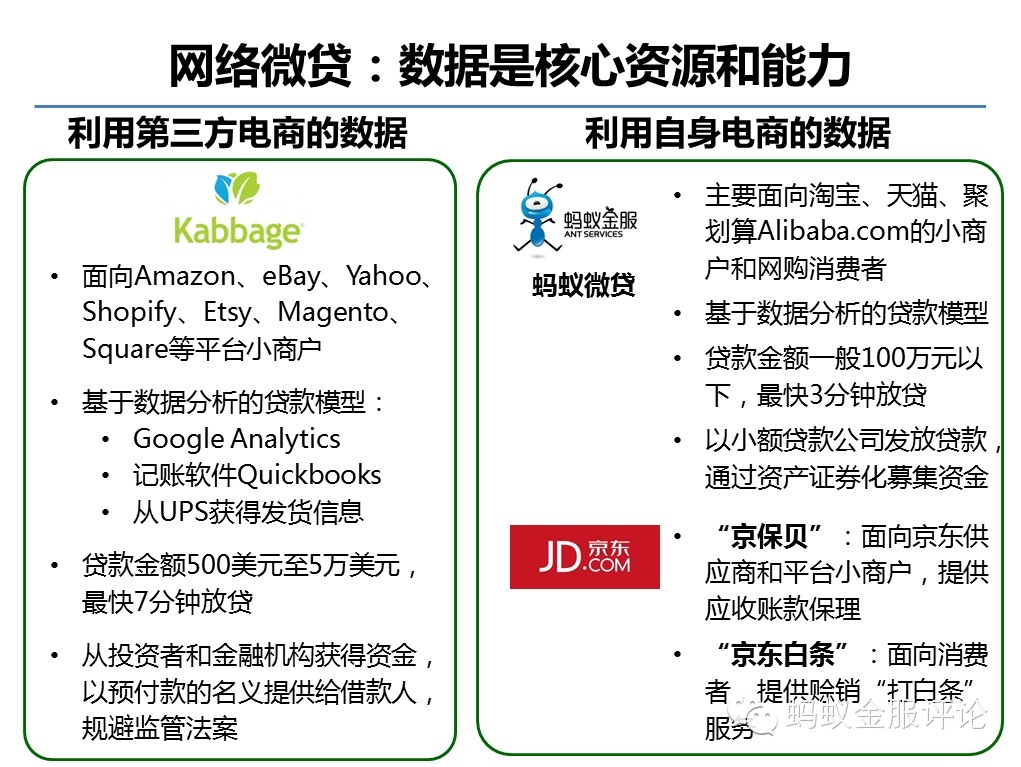 网络微贷：数据是核心资源和能力
利用第三方电商的数据
Kabbage
• 面向Amazon、eBay、Yahoo、
Shopify、Etsy、Magento、
Square等平台小商户
• 基于数据分析的贷款模型：
• Google Analytics
• 记账软件Quickbooks
• 从UPS获得发货信息
• 贷款金额500美元至5万美元，
最快7分钟放贷
• 从投资者和金融机构获得资金，
以预付款的名义提供给借款人，
规避监管法案
利用自身电商的数据
蚂蚁金服
ANT SERVICES
蚂蚁微贷
• 主要面向淘宝、天猫、聚
划算Alibaba.com的小商
户和网购消费者
• 基于数据分析的贷款模型
• 贷款金额一般100万元以
下，最快3分钟放贷
• 以小额贷款公司发放贷款，
通过资产证券化募集资金
JD.COM
京东
• “京保贝”：面向京东供
应商和平台小商户，提供
应收账款保理
• “京东白条”：面向消费
者，提供赊销“打白条”
服务
蚂蚁金服评论